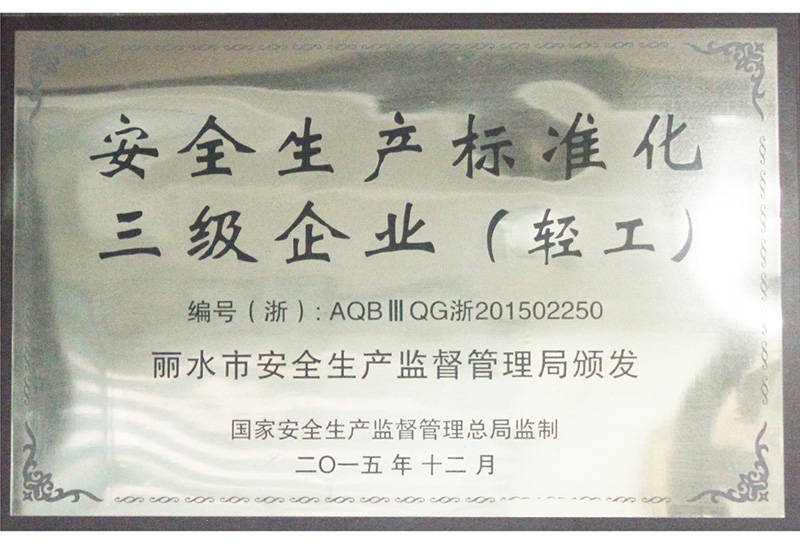 安全生产标准化
三级企业（轻工）
编号（浙）: AQBⅢQG浙201502250
丽水市安全生产监督管理局颁发
国家安全生产监督管理总局监制
二〇一五年十二月